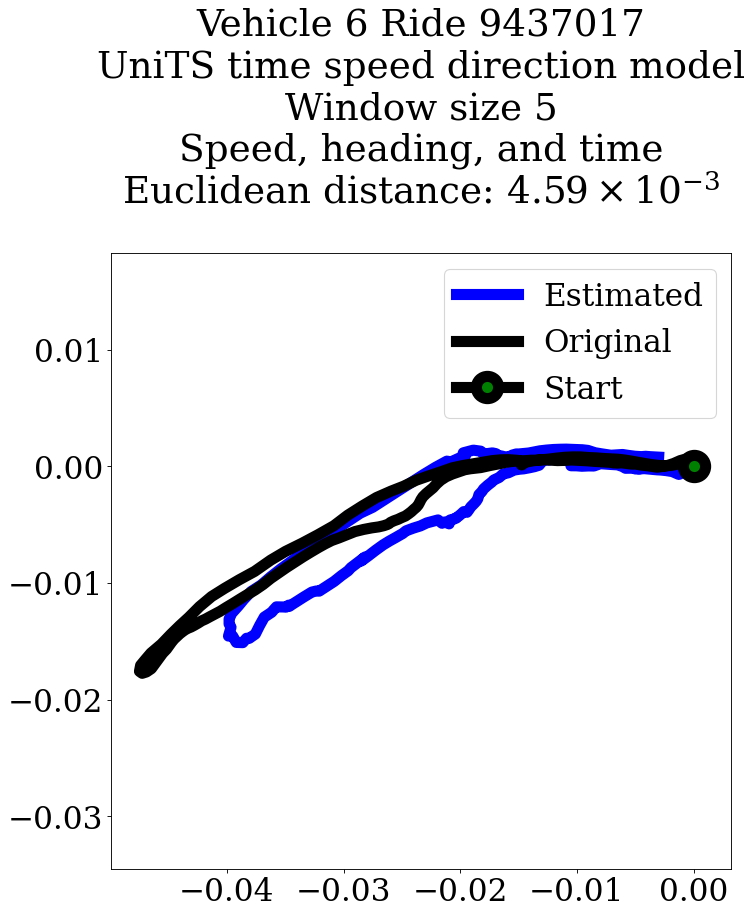 Vehicle 6 Ride 9437017
UniTS time speed direction model
Window size 5
Speed, heading, and time
Euclidean distance: 4.59 × 10⁻³
Estimated
Original
Start
0.01
0.00
−0.01
−0.02
−0.03
−0.04 −0.03 −0.02 −0.01 0.00